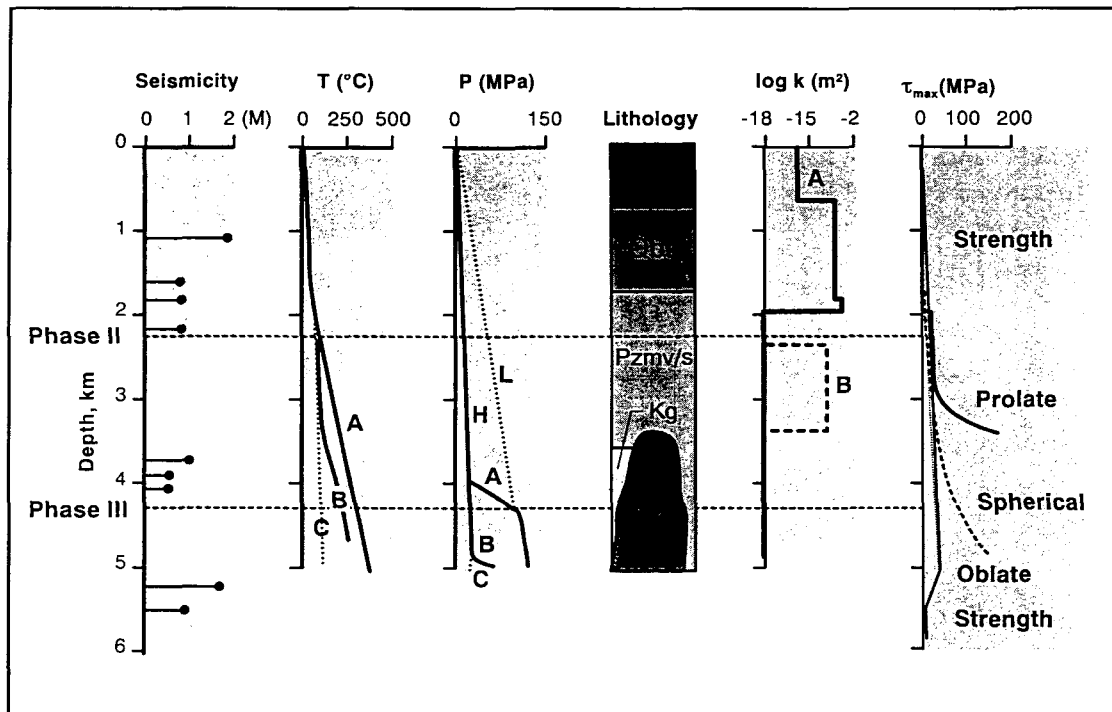 Seismicity
T (°C)
P (MPa)
log k (m²)
τmax(MPa)
0 1 2 (M)
0 250 500
0 150
Lithology
-18 -15 -2
0 100 200
0
1
2
3
4
5
6
Depth, km
Phase II
Phase III
A
B
C
L
H
A
B
C
Pzmv/s
Kg
A
B
Strength
Prolate
Spherical
Oblate
Strength